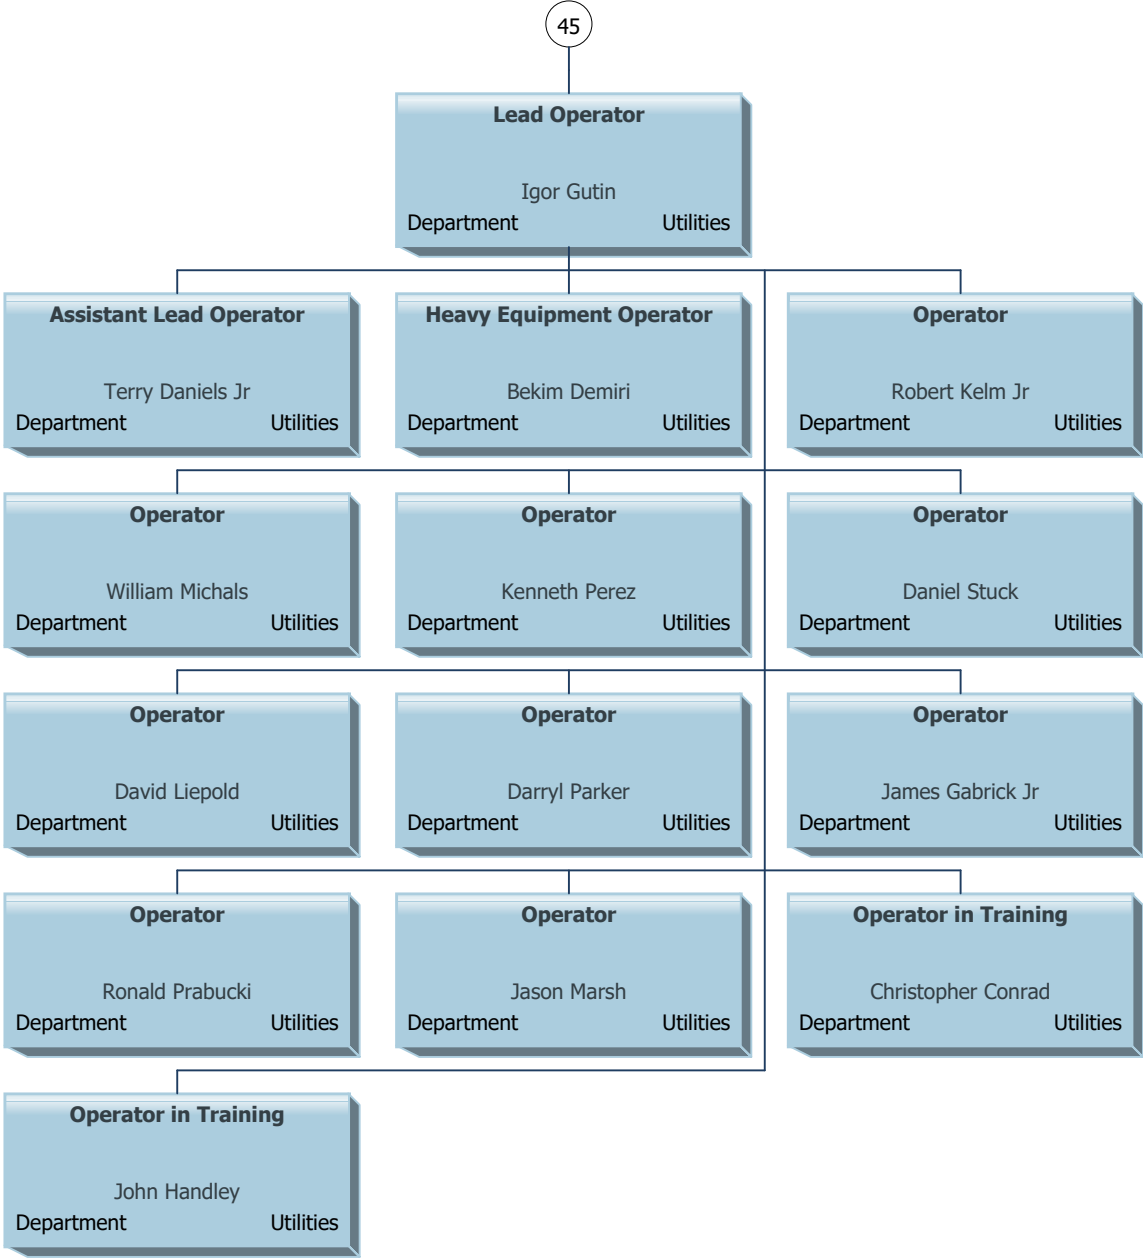 45
Lead Operator
Igor Gutin
Department Utilities
Assistant Lead Operator
Terry Daniels Jr
Department Utilities
Heavy Equipment Operator
Bekim Demiri
Department Utilities
Operator
Robert Kelm Jr
Department Utilities
Operator
William Michals
Department Utilities
Operator
Kenneth Perez
Department Utilities
Operator
Daniel Stuck
Department Utilities
Operator
David Liepold
Department Utilities
Operator
Darryl Parker
Department Utilities
Operator
James Gabrick Jr
Department Utilities
Operator
Ronald Prabucki
Department Utilities
Operator
Jason Marsh
Department Utilities
Operator in Training
Christopher Conrad
Department Utilities
Operator in Training
John Handley
Department Utilities